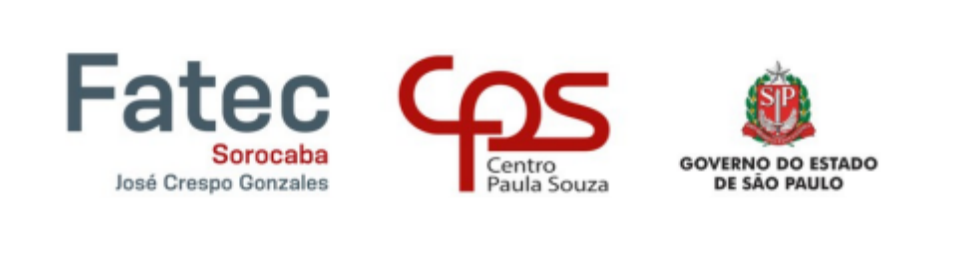 Fatec
Sorocaba
José Crespo Gonzales
cps
Centro
Paula Souza
SP
GOVERNO DO ESTADO
DE SÃO PAULO